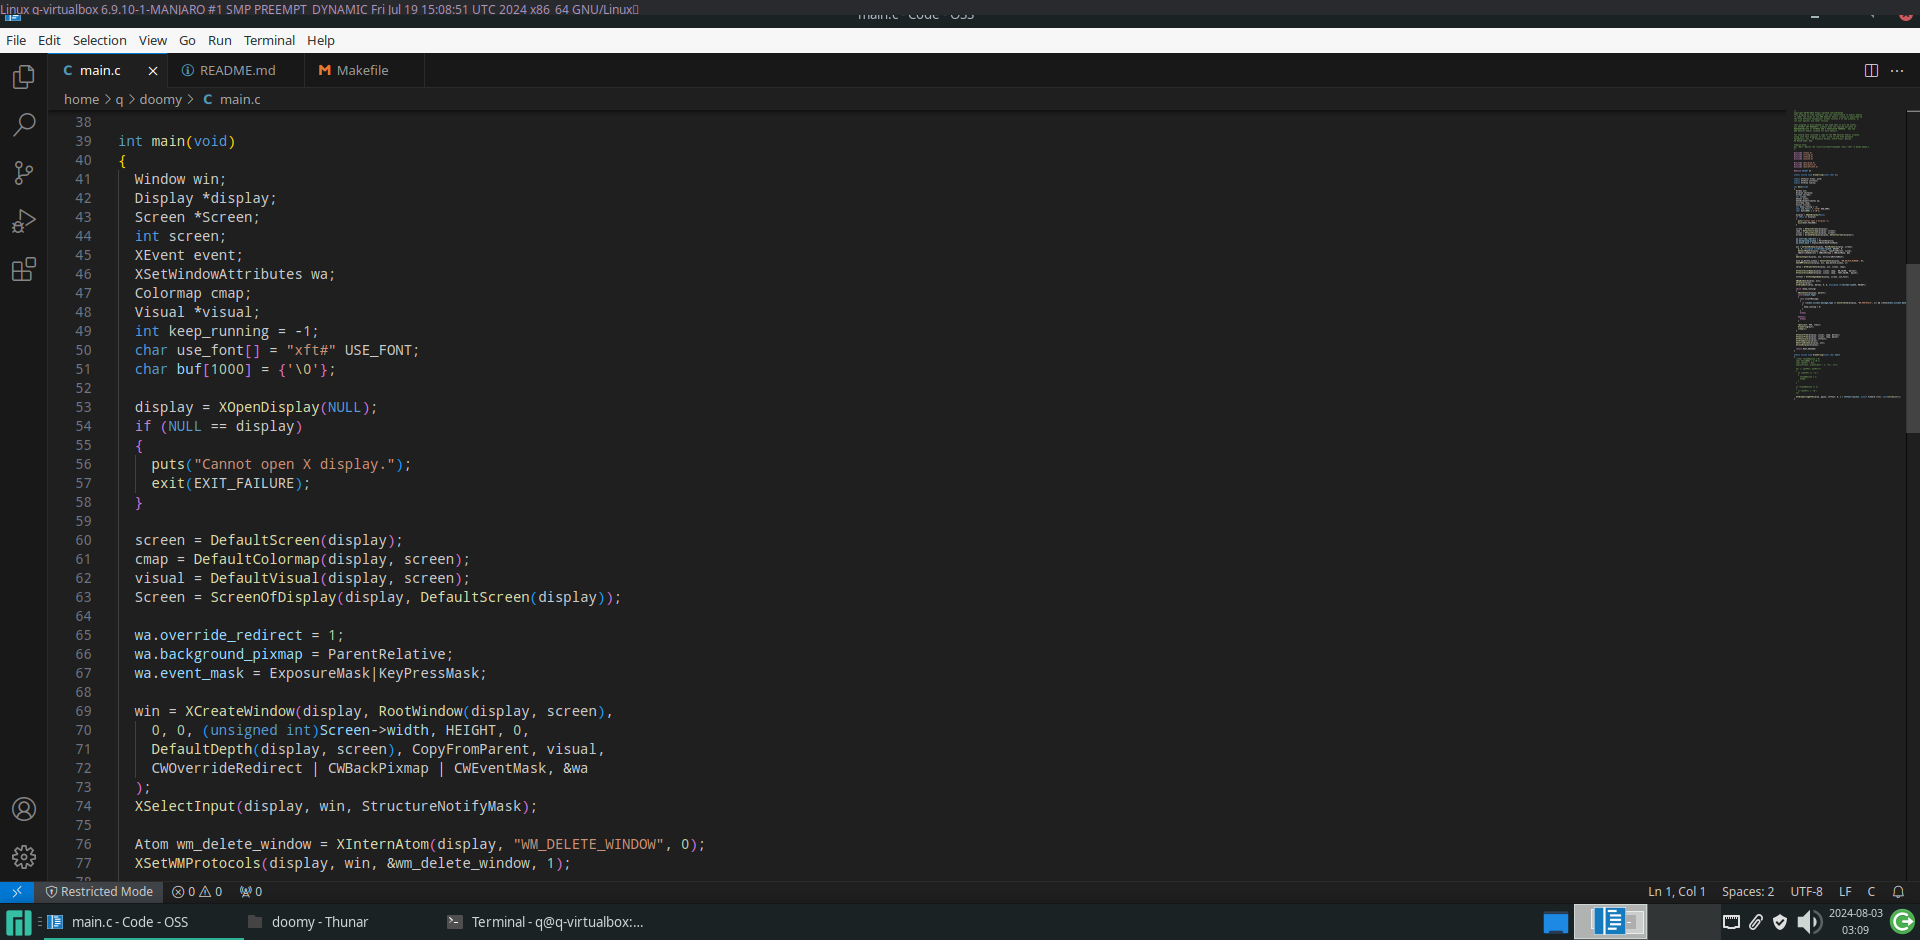 Linux q-virtualbox 6.9.10-1-MANJARO #1 SMP PREEMPT_DYNAMIC Fri Jul 19 15:08:51 UTC 2024 x86_64 GNU/Linux
main.c - Code - OSS
File Edit Selection View Go Run Terminal Help
C main.c README.md M Makefile
home > q > doomy > C main.c
38
39 int main(void)
40 {
41 Window win;
42 Display *display;
43 Screen *Screen;
44 int screen;
45 XEvent event;
46 XSetWindowAttributes wa;
47 Colormap cmap;
48 Visual *visual;
49 int keep_running = -1;
50 char use_font[] = "xft#" USE_FONT;
51 char buf[1000] = {'\0'};
52
53 display = XOpenDisplay(NULL);
54 if (NULL == display)
55 {
56 puts("Cannot open X display.");
57 exit(EXIT_FAILURE);
58 }
59
60 screen = DefaultScreen(display);
61 cmap = DefaultColormap(display, screen);
62 visual = DefaultVisual(display, screen);
63 Screen = ScreenOfDisplay(display, DefaultScreen(display));
64
65 wa.override_redirect = 1;
66 wa.background_pixmap = ParentRelative;
67 wa.event_mask = ExposureMask|KeyPressMask;
68
69 win = XCreateWindow(display, RootWindow(display, screen),
70 0, 0, (unsigned int)Screen->width, HEIGHT, 0,
71 DefaultDepth(display, screen), CopyFromParent, visual,
72 CWOverrideRedirect | CWBackPixmap | CWEventMask, &wa
73 );
74 XSelectInput(display, win, StructureNotifyMask);
75
76 Atom wm_delete_window = XInternAtom(display, "WM_DELETE_WINDOW", 0);
77 XSetWMProtocols(display, win, &wm_delete_window, 1);
78
Restricted Mode 0 0 0 Ln 1, Col 1 Spaces: 2 UTF-8 LF C
main.c - Code - OSS doomy - Thunar Terminal - q@q-virtualbox:... 2024-08-03
03:09